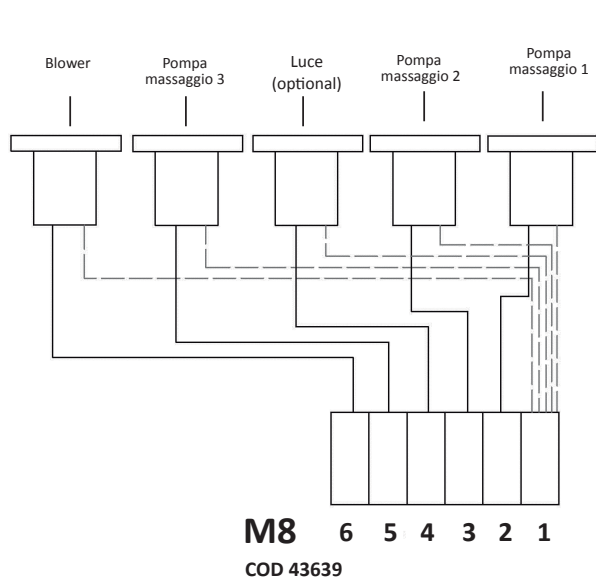 Blower
Pompa
massaggio 3
Luce
(optional)
Pompa
massaggio 2
Pompa
massaggio 1
M8 6 5 4 3 2 1
COD 43639